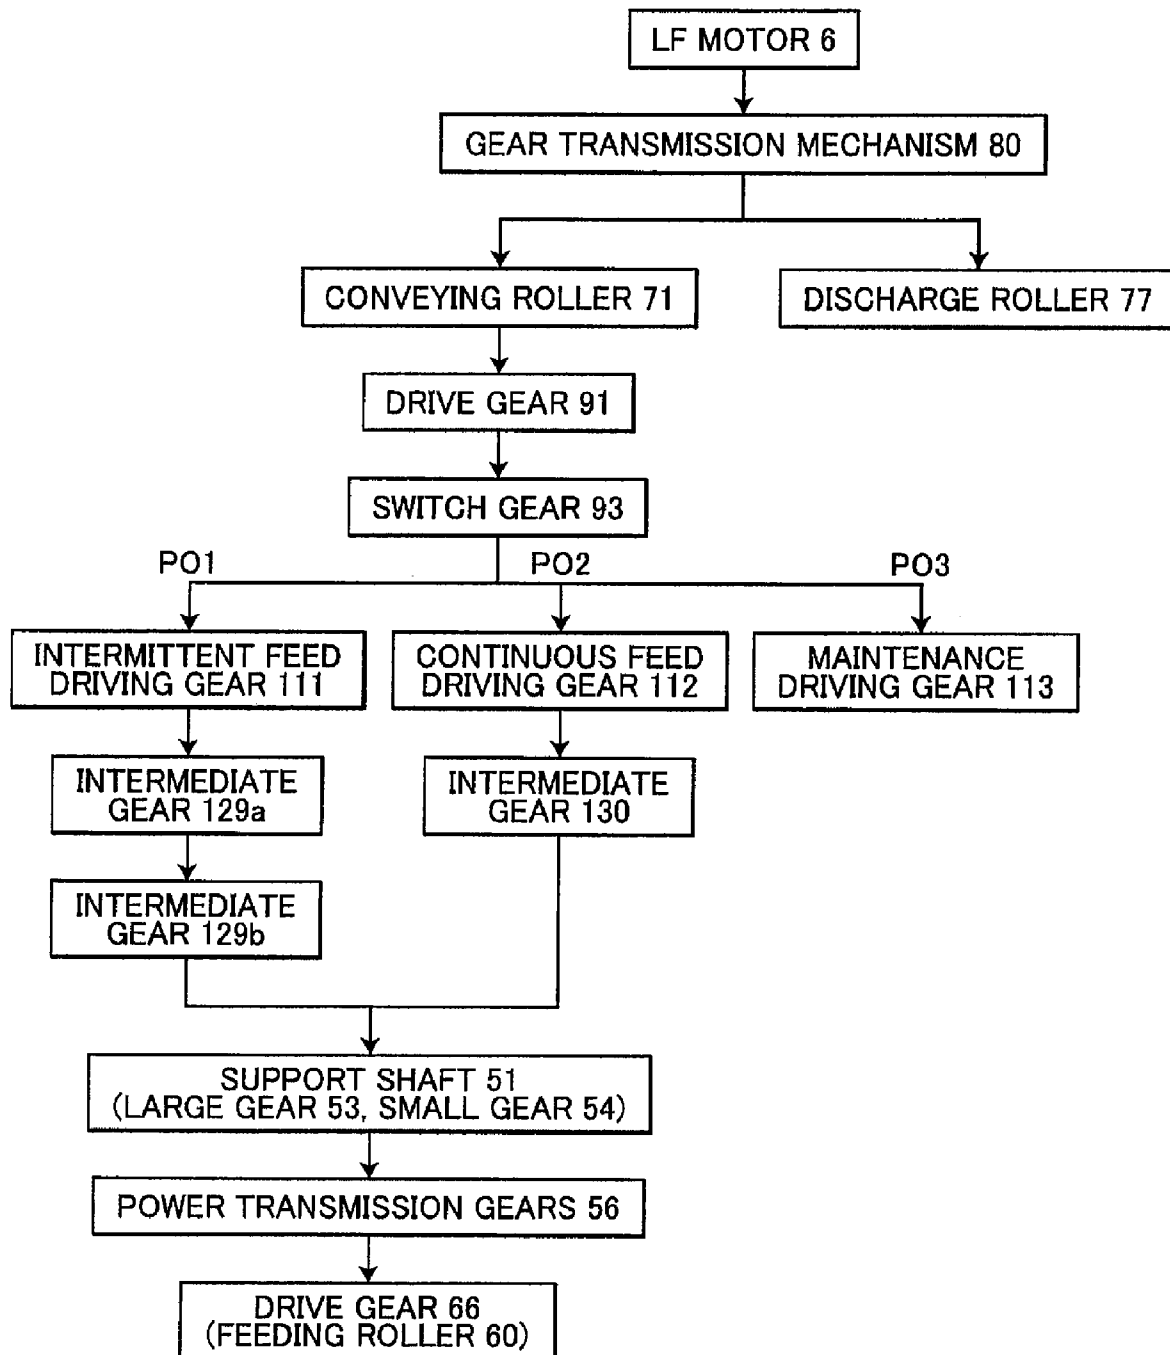 LF MOTOR 6
GEAR TRANSMISSION MECHANISM 80
CONVEYING ROLLER 71
DISCHARGE ROLLER 77
DRIVE GEAR 91
SWITCH GEAR 93
PO1
PO2
PO3
INTERMITTENT FEED
DRIVING GEAR 111
CONTINUOUS FEED
DRIVING GEAR 112
MAINTENANCE
DRIVING GEAR 113
INTERMEDIATE
GEAR 129a
INTERMEDIATE
GEAR 130
INTERMEDIATE
GEAR 129b
SUPPORT SHAFT 51
(LARGE GEAR 53, SMALL GEAR 54)
POWER TRANSMISSION GEARS 56
DRIVE GEAR 66
(FEEDING ROLLER 60)